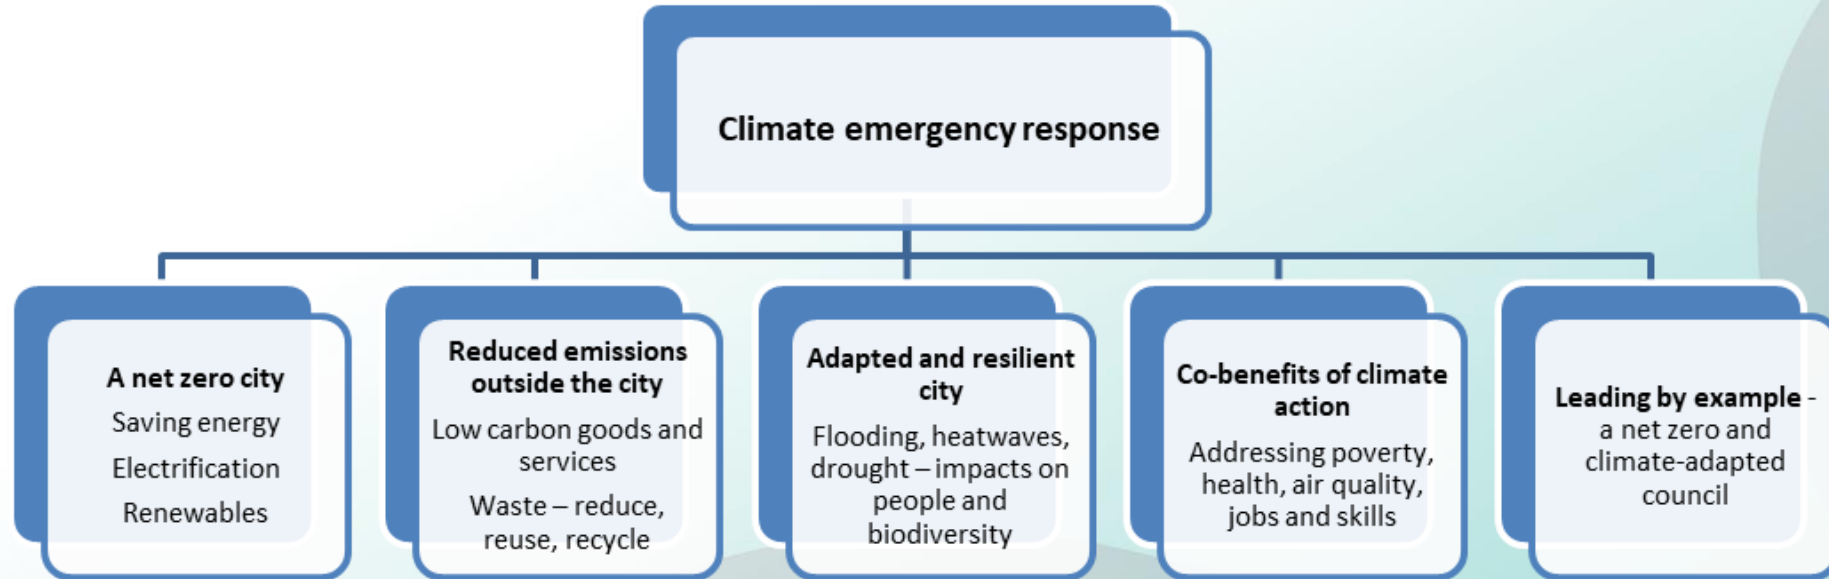 Climate emergency response
A net zero city
Saving energy
Electrification
Renewables
Reduced emissions
outside the city
Low carbon goods and
services
Waste – reduce,
reuse, recycle
Adapted and resilient
city
Flooding, heatwaves,
drought – impacts on
people and
biodiversity
Co-benefits of climate
action
Addressing poverty,
health, air quality,
jobs and skills
Leading by example -
a net zero and
climate-adapted
council